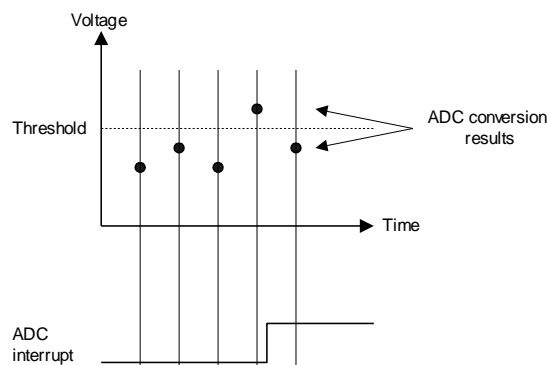 Voltage
Threshold
ADC conversion
results
Time
ADC
interrupt